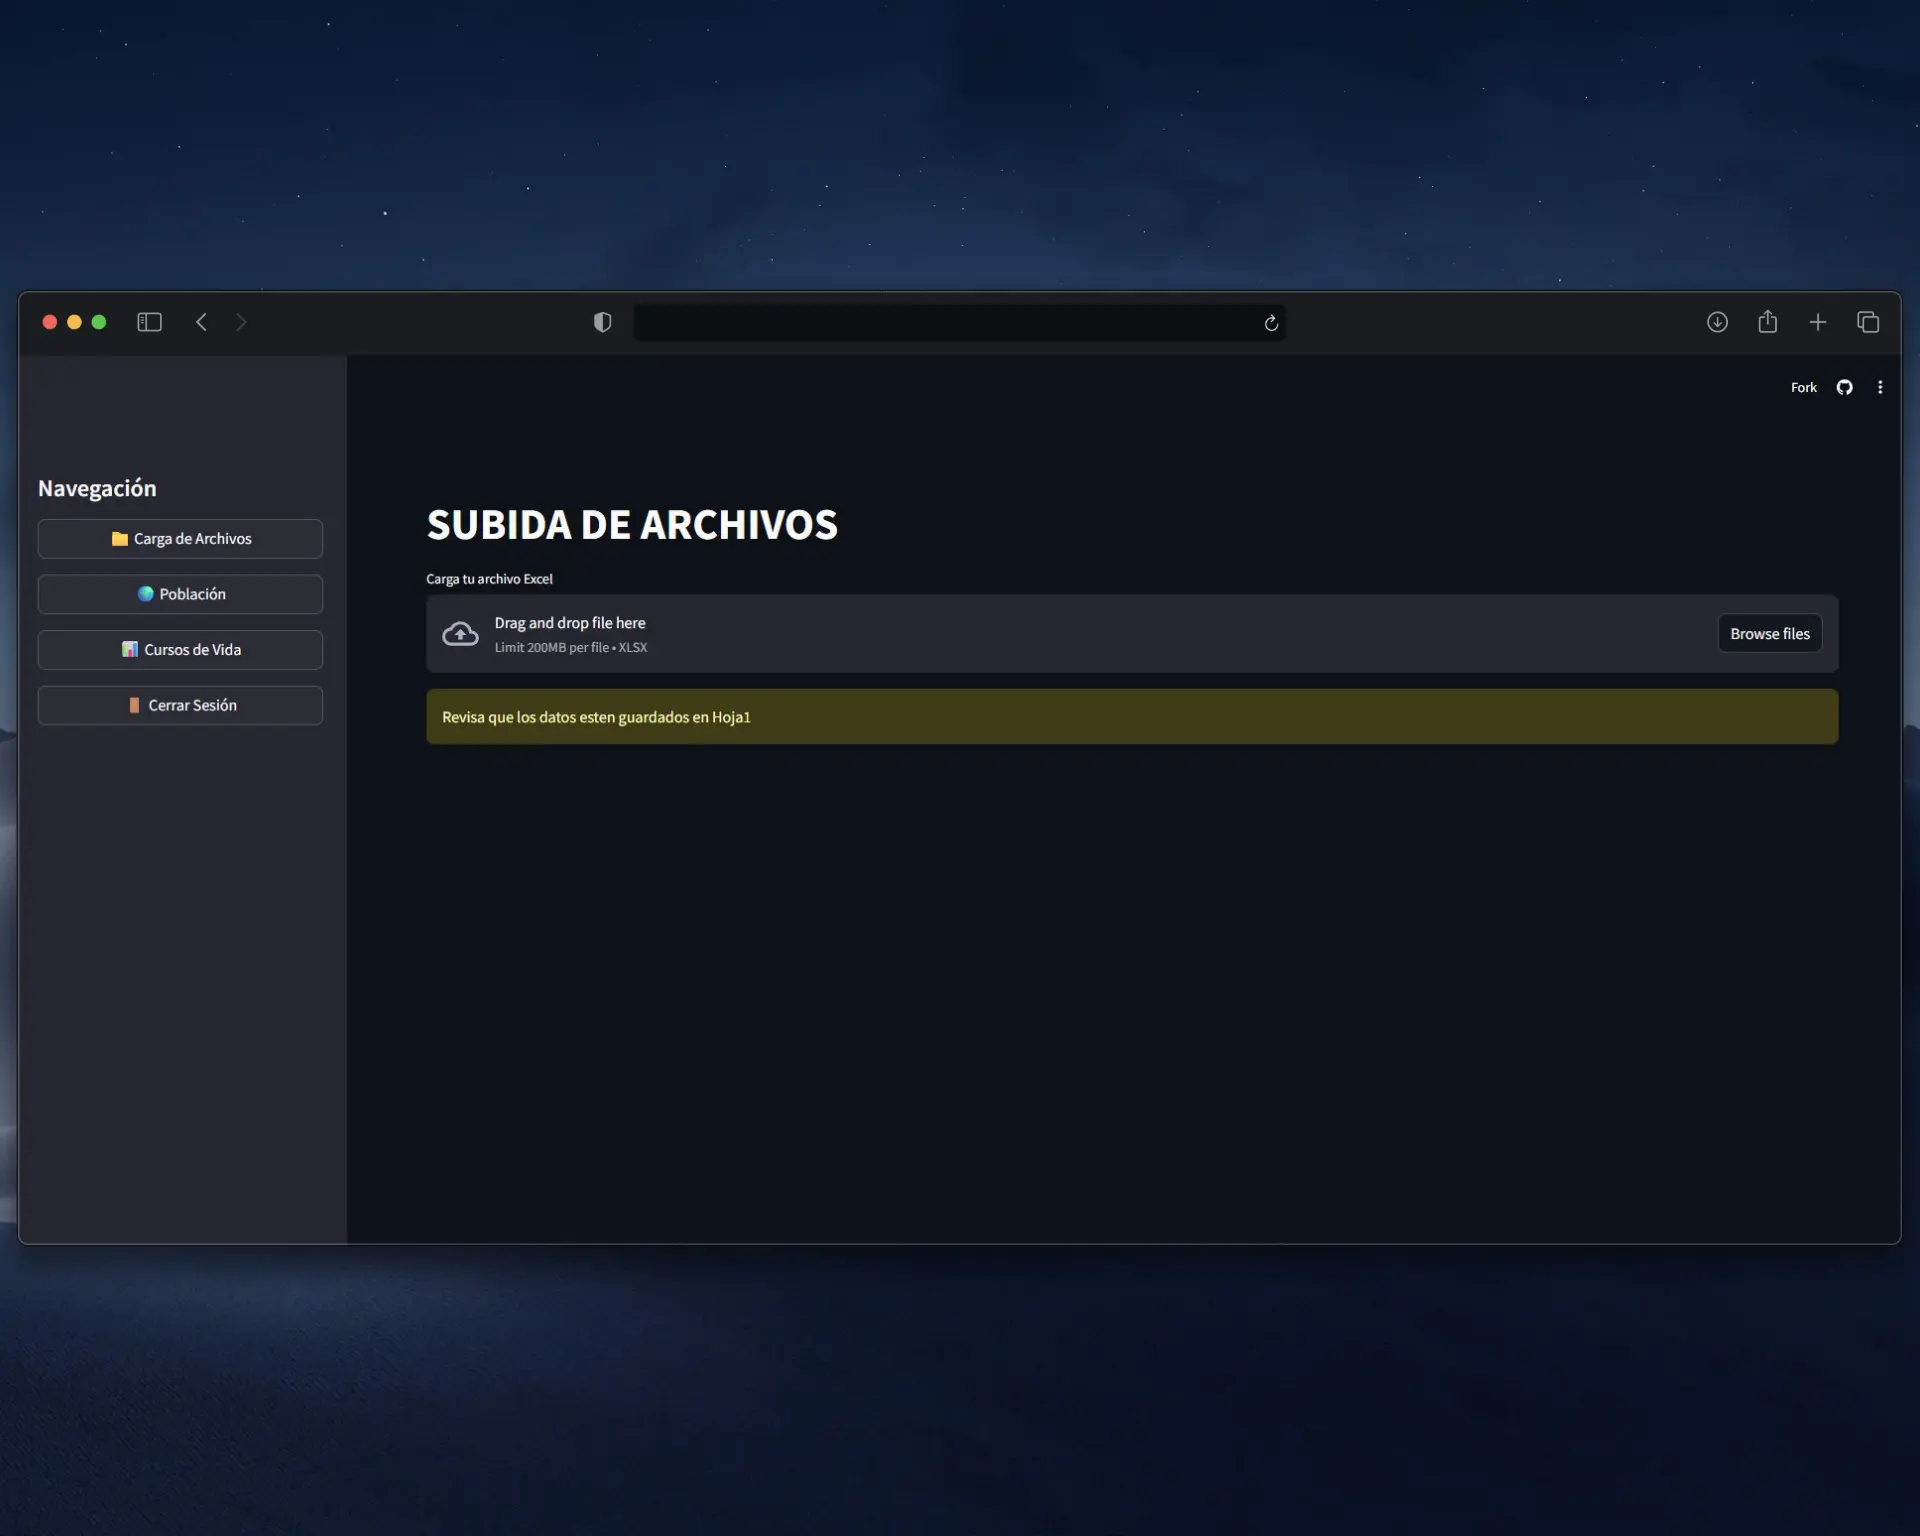 Fork
Navegación
Carga de Archivos
Población
Cursos de Vida
Cerrar Sesión
SUBIDA DE ARCHIVOS
Carga tu archivo Excel
Drag and drop file here
Limit 200MB per file • XLSX
Browse files
Revisa que los datos esten guardados en Hoja1